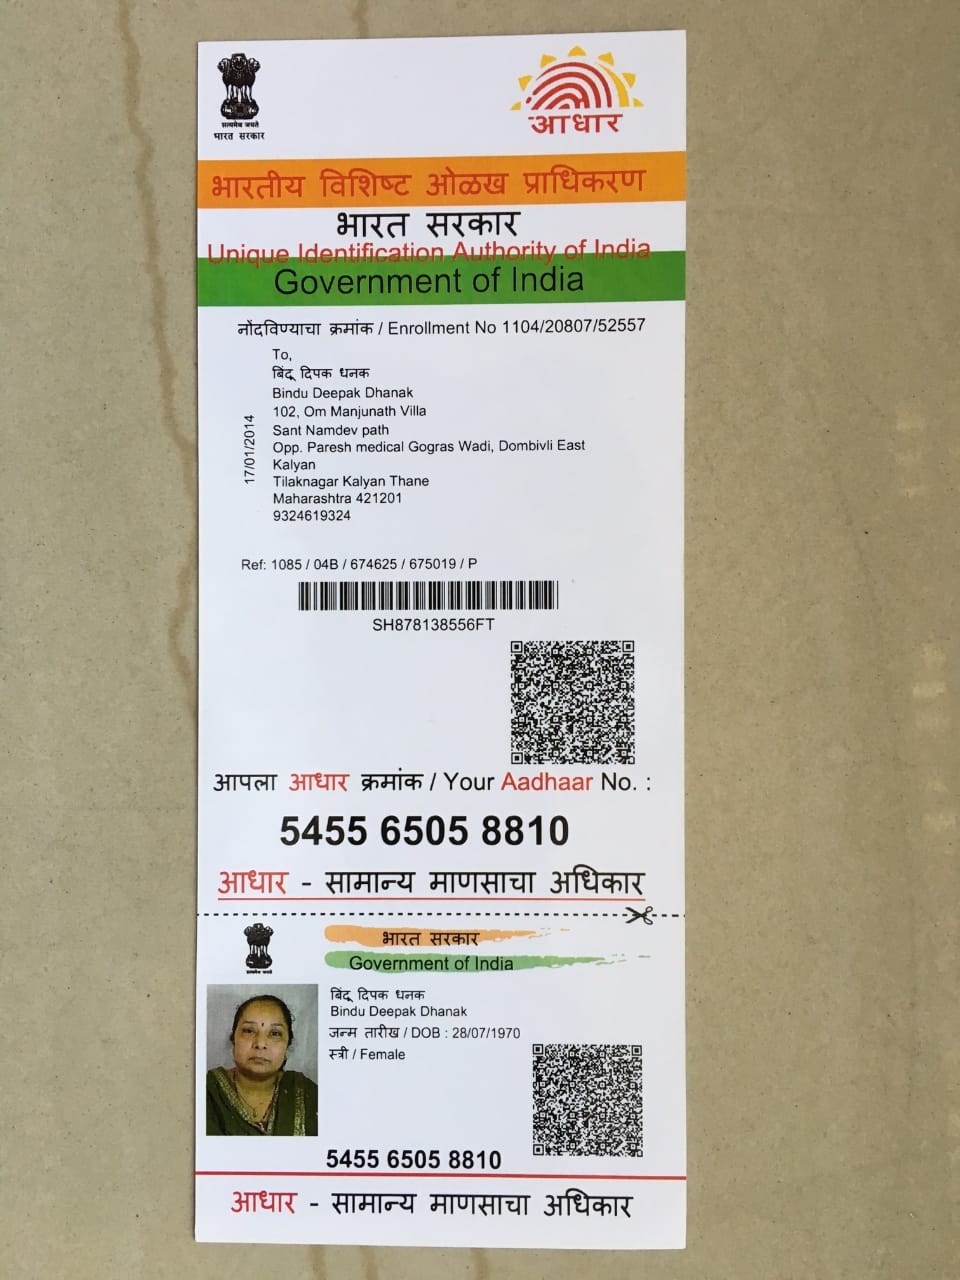 सत्यमेव जयते
भारत सरकार
आधार
भारतीय विशिष्ट ओळख प्राधिकरण
भारत सरकार
Unique Identification Authority of India
Government of India
नोंदविण्याचा क्रमांक / Enrollment No 1104/20807/52557
To,
बिंदू दिपक धनक
Bindu Deepak Dhanak
102, Om Manjunath Villa
Sant Namdev path
Opp. Paresh medical Gogras Wadi, Dombivli East
Kalyan
Tilaknagar Kalyan Thane
Maharashtra 421201
9324619324
17/01/2014
Ref: 1085 / 04B / 674625 / 675019 / P
SH878138556FT
आपला आधार क्रमांक / Your Aadhaar No. :
5455 6505 8810
आधार - सामान्य माणसाचा अधिकार
भारत सरकार
Government of India
बिंदू दिपक धनक
Bindu Deepak Dhanak
जन्म तारीख / DOB : 28/07/1970
स्त्री / Female
5455 6505 8810
आधार - सामान्य माणसाचा अधिकार